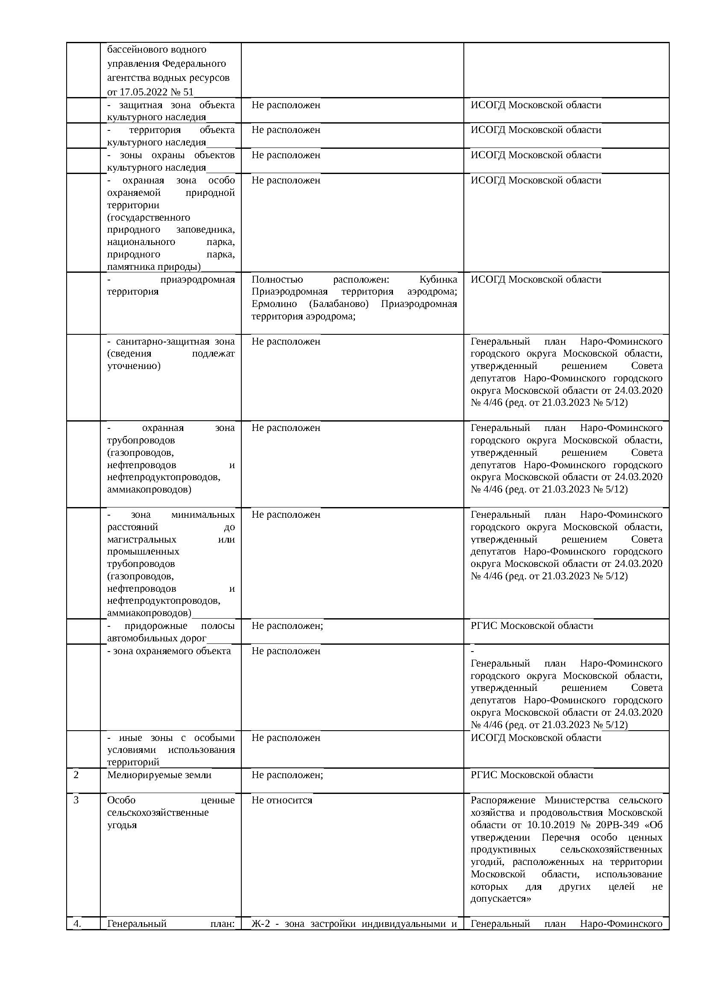 бассейнового водного
управления Федерального
агентства водных ресурсов
от 17.05.2022 № 51
- защитная зона объекта
культурного наследия
Не расположен
ИСОГД Московской области
- территория объекта
культурного наследия
Не расположен
ИСОГД Московской области
- зоны охраны объектов
культурного наследия
Не расположен
ИСОГД Московской области
- охранная зона особо
охраняемой природной
территории
(государственного
природного заповедника,
национального парка,
природного парка,
памятника природы)
Не расположен
ИСОГД Московской области
- приаэродромная
территория
Полностью расположен: Кубинка
Приаэродромная территория аэродрома;
Ермолино (Балабаново) Приаэродромная
территория аэродрома;
ИСОГД Московской области
- санитарно-защитная зона
(сведения подлежат
уточнению)
Не расположен
Генеральный план Наро-Фоминского
городского округа Московской области,
утвержденный решением Совета
депутатов Наро-Фоминского городского
округа Московской области от 24.03.2020
№ 4/46 (ред. от 21.03.2023 № 5/12)
- охранная зона
трубопроводов
(газопроводов,
нефтепроводов и
нефтепродуктопроводов,
аммиакопроводов)
Не расположен
Генеральный план Наро-Фоминского
городского округа Московской области,
утвержденный решением Совета
депутатов Наро-Фоминского городского
округа Московской области от 24.03.2020
№ 4/46 (ред. от 21.03.2023 № 5/12)
- зона минимальных
расстояний до
магистральных или
промышленных
трубопроводов
(газопроводов,
нефтепроводов и
нефтепродуктопроводов,
аммиакопроводов)
Не расположен
Генеральный план Наро-Фоминского
городского округа Московской области,
утвержденный решением Совета
депутатов Наро-Фоминского городского
округа Московской области от 24.03.2020
№ 4/46 (ред. от 21.03.2023 № 5/12)
- придорожные полосы
автомобильных дорог
Не расположен;
РГИС Московской области
- зона охраняемого объекта
Не расположен
-
Генеральный план Наро-Фоминского
городского округа Московской области,
утвержденный решением Совета
депутатов Наро-Фоминского городского
округа Московской области от 24.03.2020
№ 4/46 (ред. от 21.03.2023 № 5/12)
- иные зоны с особыми
условиями использования
территорий
Не расположен
ИСОГД Московской области
2
Мелиорируемые земли
Не расположен;
РГИС Московской области
3
Особо ценные
сельскохозяйственные
угодья
Не относится
Распоряжение Министерства сельского
хозяйства и продовольствия Московской
области от 10.10.2019 № 20РВ-349 «Об
утверждении Перечня особо ценных
продуктивных сельскохозяйственных
угодий, расположенных на территории
Московской области, использование
которых для других целей не
допускается»
4.
Генеральный план:
Ж-2 - зона застройки индивидуальными и
Генеральный план Наро-Фоминского